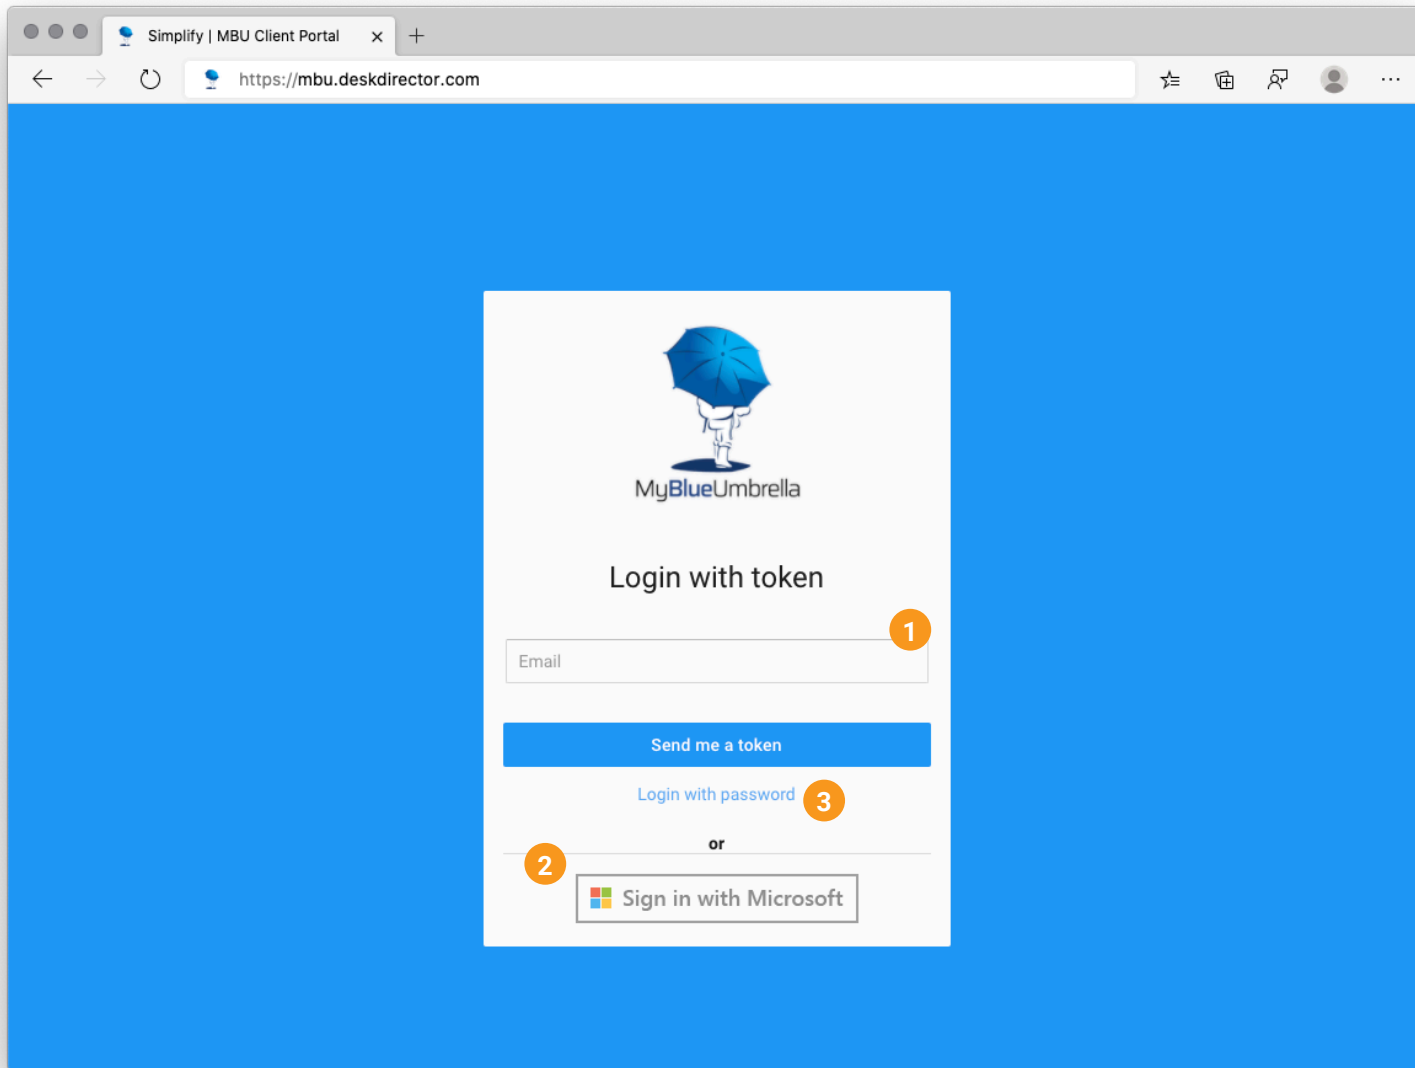 Simplify | MBU Client Portal
https://mbu.deskdirector.com
MyBlueUmbrella
Login with token
1
Email
Send me a token
Login with password
3
or
2
Sign in with Microsoft